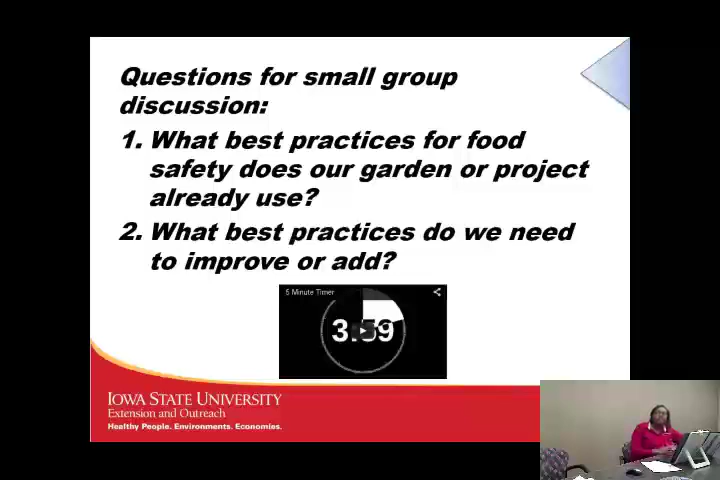 Questions for small group
discussion:
1. What best practices for food
safety does our garden or project
already use?
2. What best practices do we need
to improve or add?
5 Minute Timer
3:59
IOWA STATE UNIVERSITY
Extension and Outreach
Healthy People. Environments. Economies.